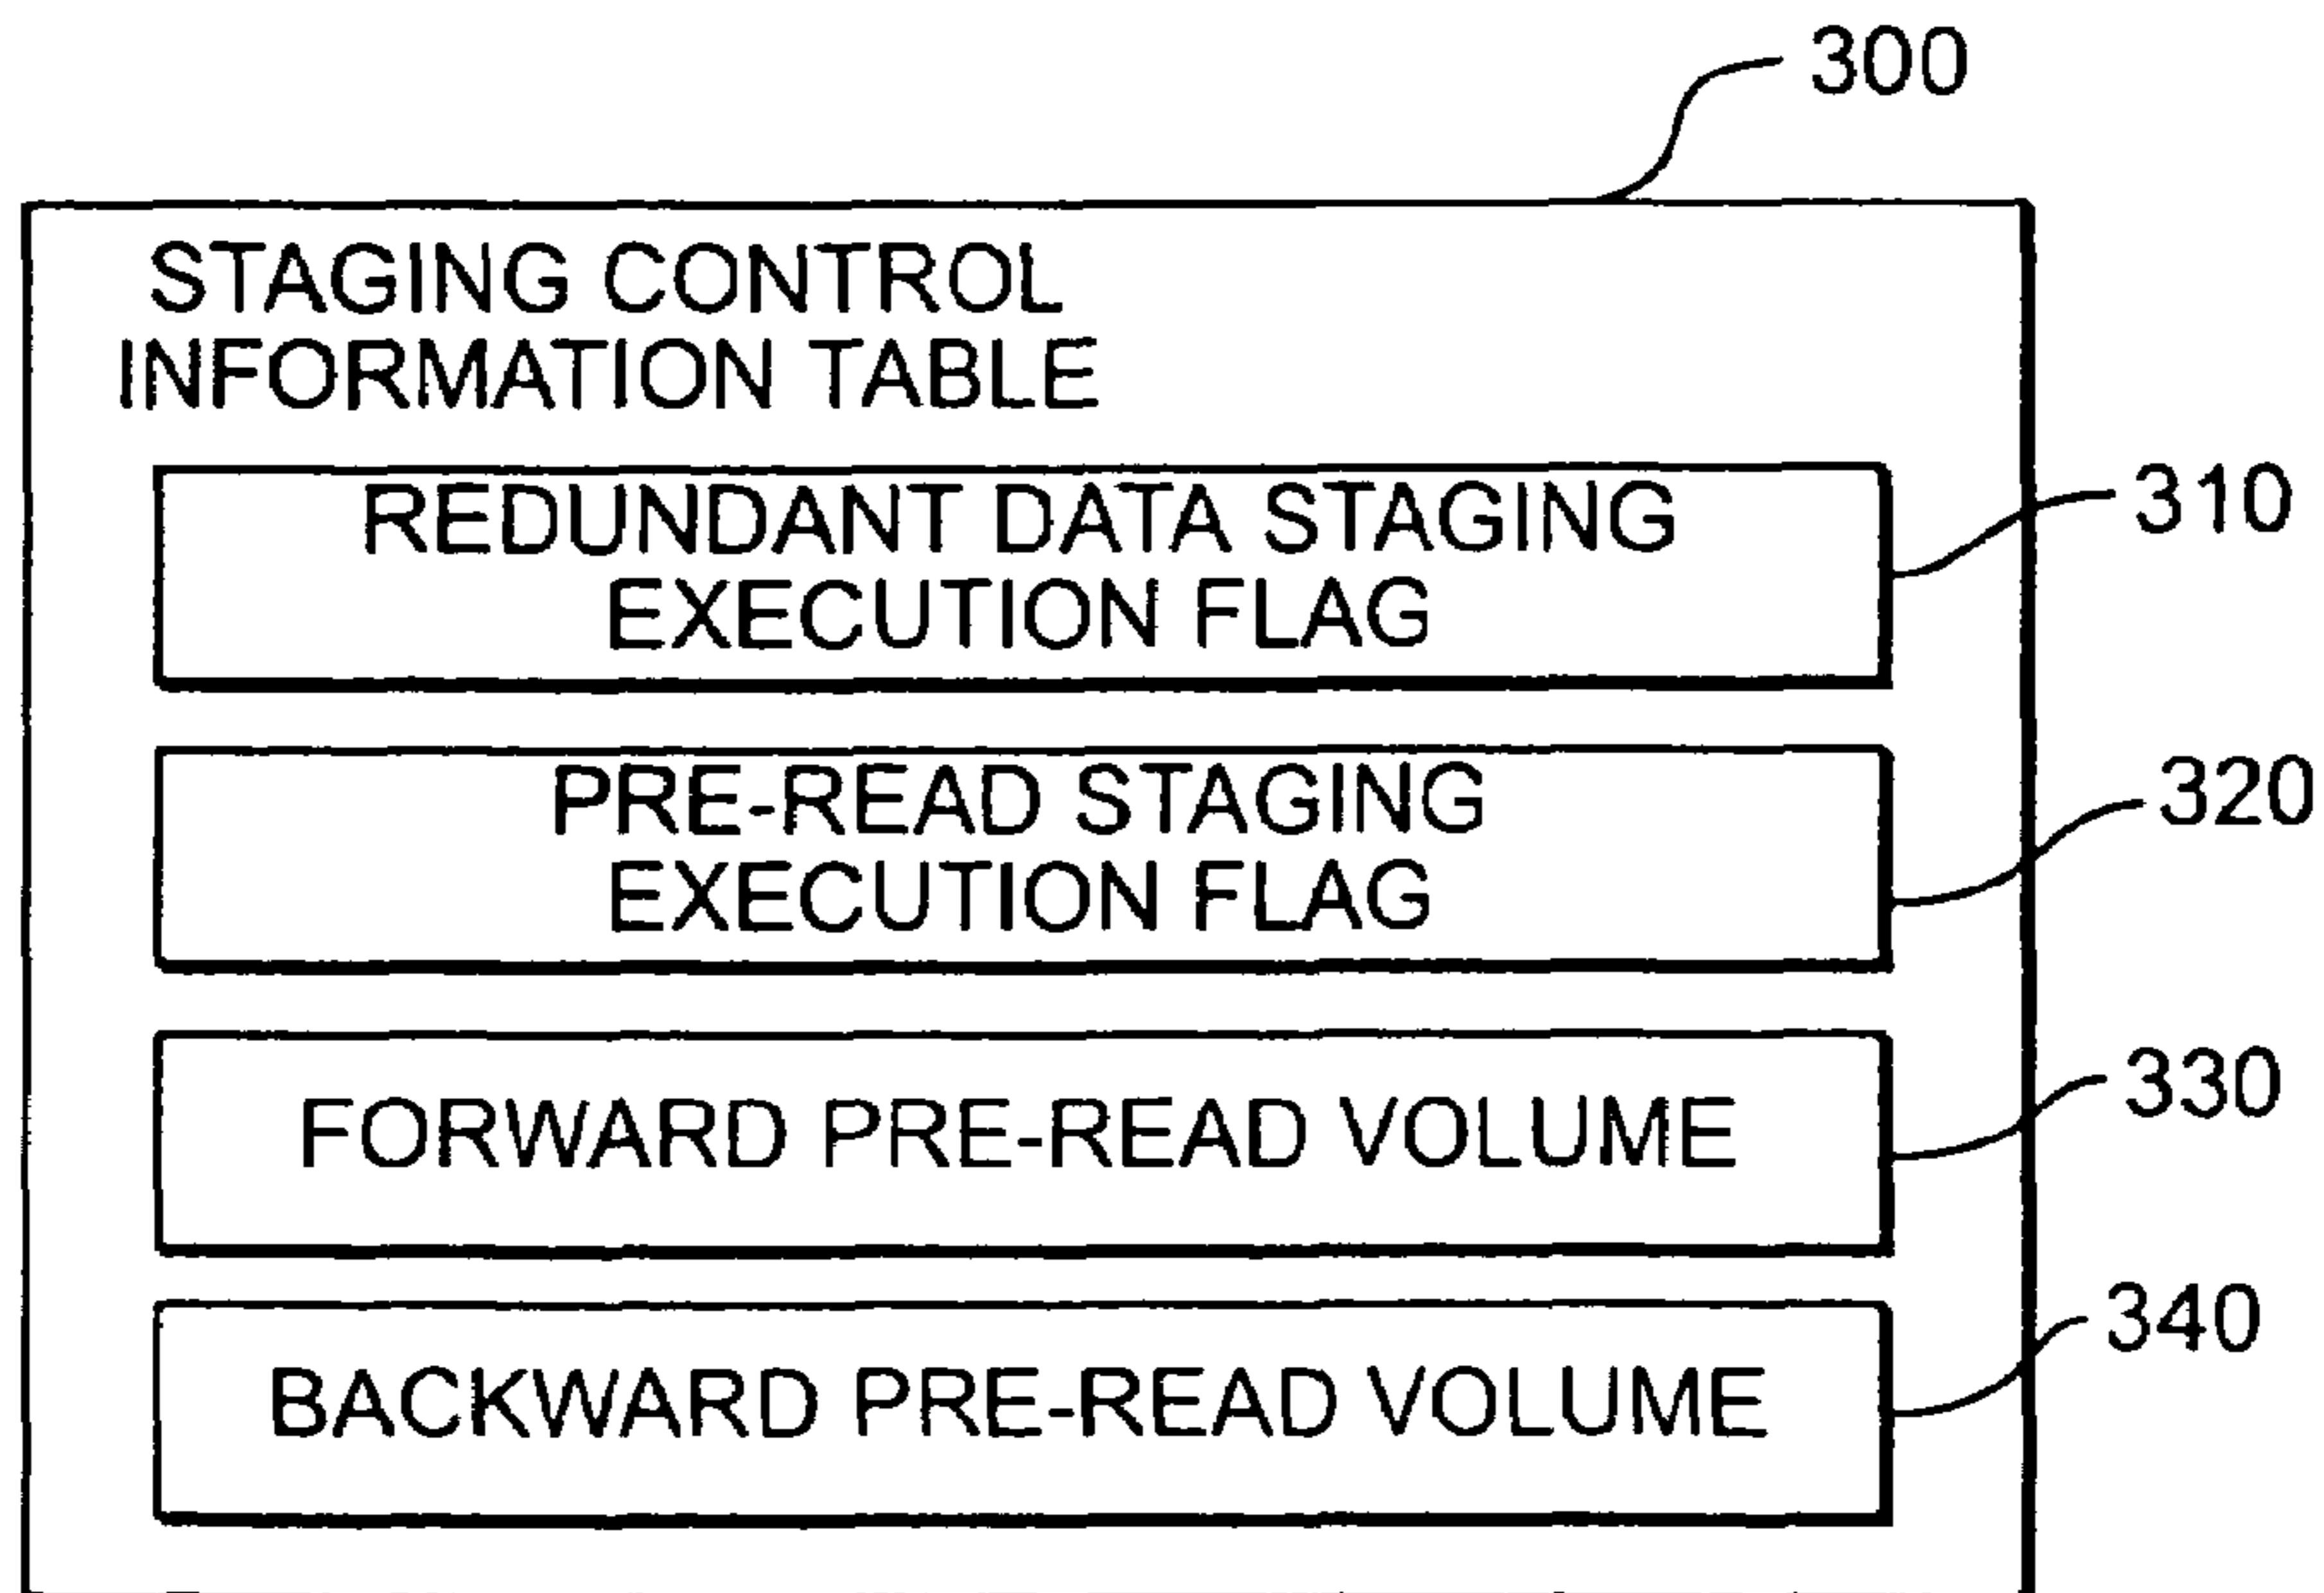 300
STAGING CONTROL
INFORMATION TABLE
REDUNDANT DATA STAGING
EXECUTION FLAG
310
PRE-READ STAGING
EXECUTION FLAG
320
FORWARD PRE-READ VOLUME
330
BACKWARD PRE-READ VOLUME
340